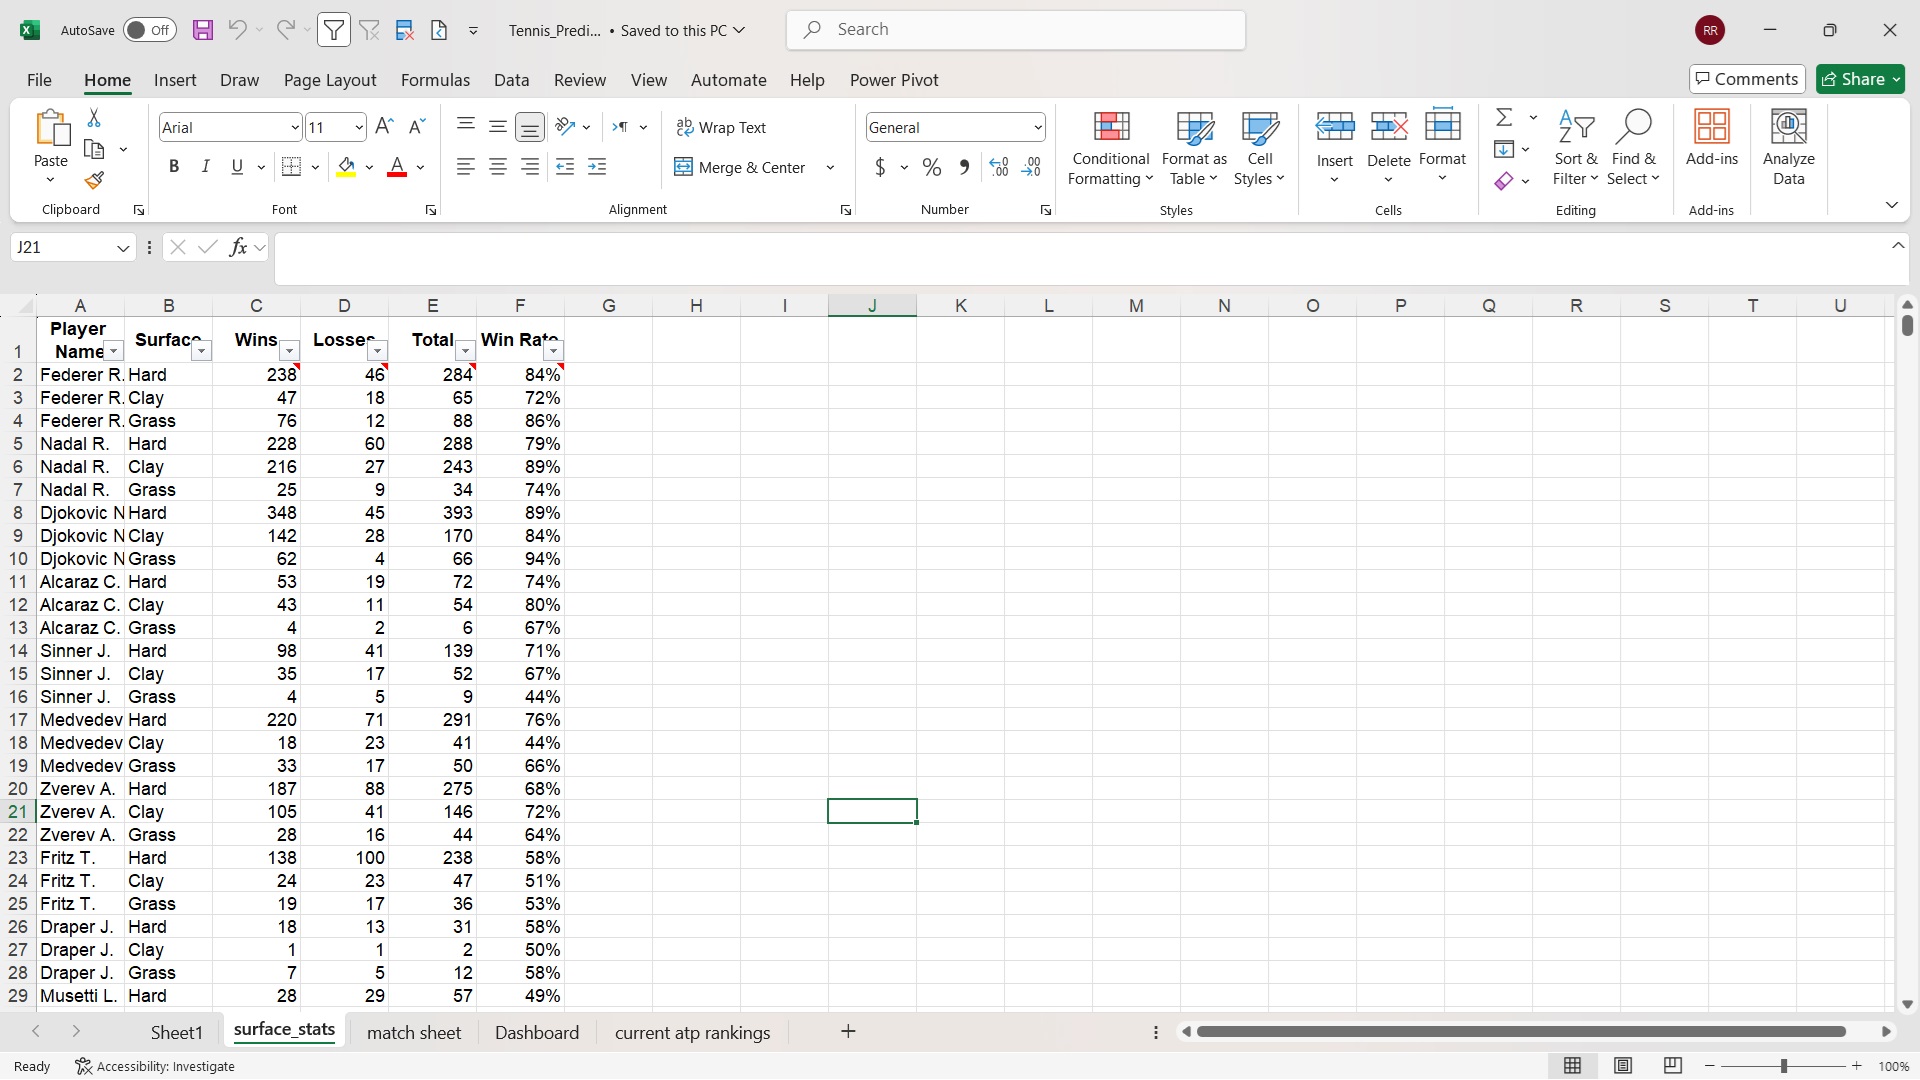 AutoSave Off Tennis_Predi... • Saved to this PC Search RR
File Home Insert Draw Page Layout Formulas Data Review View Automate Help Power Pivot Comments Share
Paste
Clipboard
Arial 11
B I U A
Font
Wrap Text
Merge & Center
Alignment
General
$ % 9
Number
Conditional Formatting
Format as Table
Cell Styles
Styles
Insert Delete Format
Cells
Sort & Filter
Find & Select
Editing
Add-ins
Add-ins
Analyze Data
J21 fx
A B C D E F G H I J K L M N O P Q R S T U
1 Player Name Surface Wins Losses Total Win Rate
2 Federer R. Hard 238 46 284 84%
3 Federer R. Clay 47 18 65 72%
4 Federer R. Grass 76 12 88 86%
5 Nadal R. Hard 228 60 288 79%
6 Nadal R. Clay 216 27 243 89%
7 Nadal R. Grass 25 9 34 74%
8 Djokovic N Hard 348 45 393 89%
9 Djokovic N Clay 142 28 170 84%
10 Djokovic N Grass 62 4 66 94%
11 Alcaraz C. Hard 53 19 72 74%
12 Alcaraz C. Clay 43 11 54 80%
13 Alcaraz C. Grass 4 2 6 67%
14 Sinner J. Hard 98 41 139 71%
15 Sinner J. Clay 35 17 52 67%
16 Sinner J. Grass 4 5 9 44%
17 Medvedev Hard 220 71 291 76%
18 Medvedev Clay 18 23 41 44%
19 Medvedev Grass 33 17 50 66%
20 Zverev A. Hard 187 88 275 68%
21 Zverev A. Clay 105 41 146 72%
22 Zverev A. Grass 28 16 44 64%
23 Fritz T. Hard 138 100 238 58%
24 Fritz T. Clay 24 23 47 51%
25 Fritz T. Grass 19 17 36 53%
26 Draper J. Hard 18 13 31 58%
27 Draper J. Clay 1 1 2 50%
28 Draper J. Grass 7 5 12 58%
29 Musetti L. Hard 28 29 57 49%
Sheet1 surface_stats match sheet Dashboard current atp rankings
Ready Accessibility: Investigate 100%